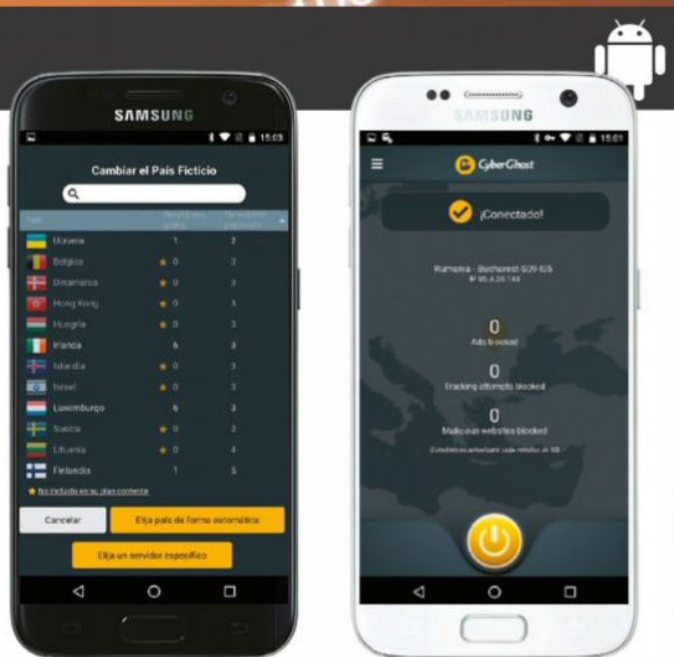 SAMSUNG
15:03
Cambiar el País Ficticio
País
Ucrania 1 2
Bélgica 0 3
Dinamarca 0 3
Hong Kong 0 3
Hungría 0 3
Irlanda 6 3
Islandia 0 3
Israel 0 3
Luxemburgo 6 3
Suecia 0 3
Lituania 0 4
Finlandia 1 5
No incluido en su plan corriente
Cancelar
Elija país de forma automática
Elija un servidor específico
SAMSUNG
15:01
CyberGhost
¡Conectado!
Rumania - Bucharest
0
Ads blocked
0
Tracking attempts blocked
0
Malicious websites blocked